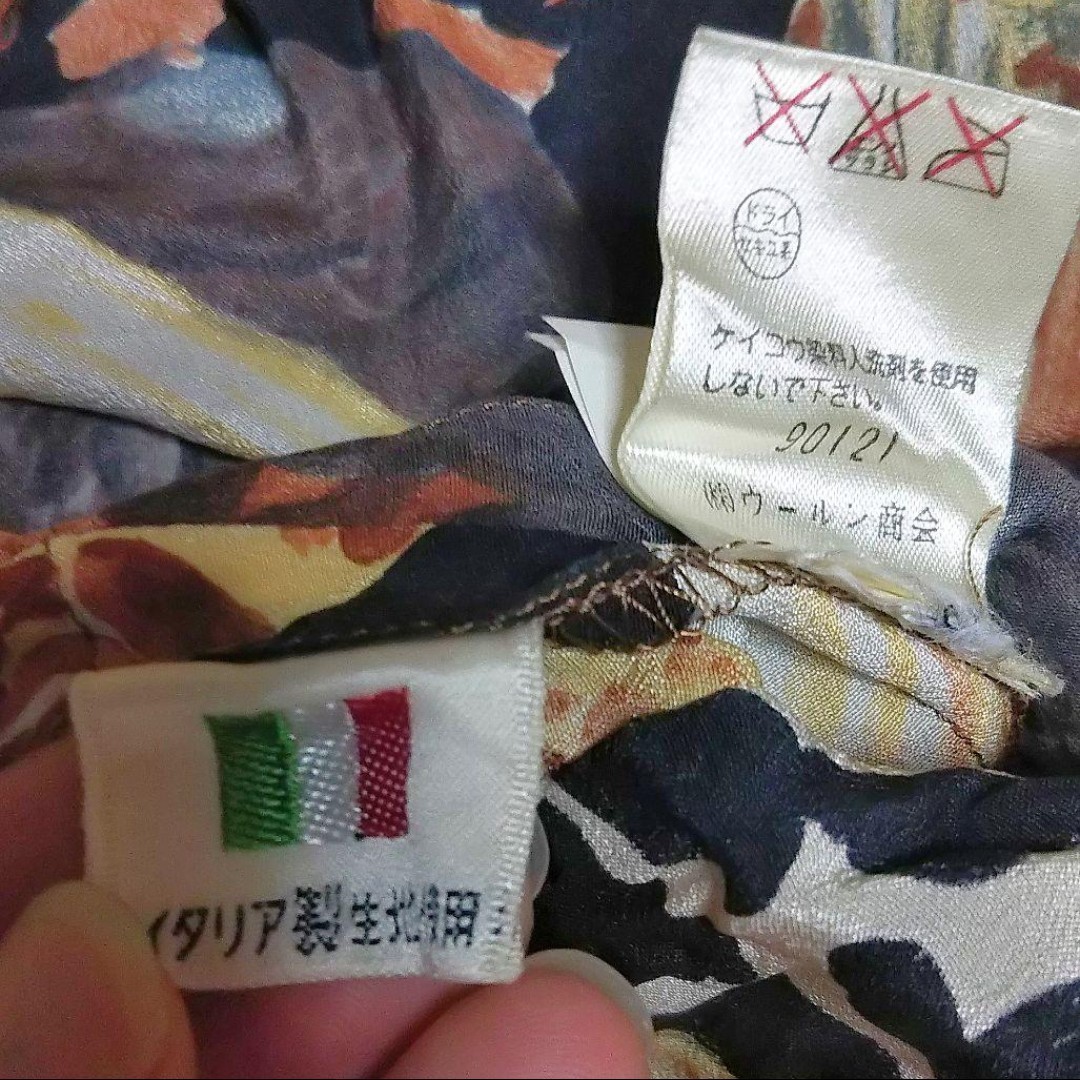 ドライ
セキユ系
ケイコウ染料入洗剤を使用
しないで下さい。
90121
㈱ウールン商会
イタリア製生地使用